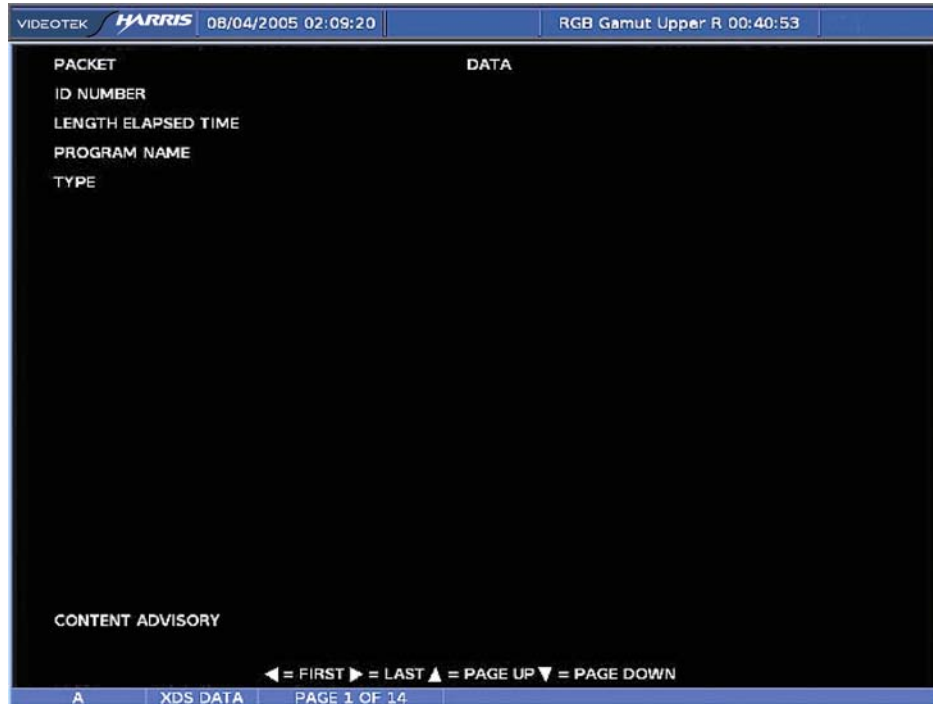 VIDEOTEK HARRIS 08/04/2005 02:09:20 RGB Gamut Upper R 00:40:53
PACKET DATA
ID NUMBER
LENGTH ELAPSED TIME
PROGRAM NAME
TYPE
CONTENT ADVISORY
◀ = FIRST ▶ = LAST ▲ = PAGE UP ▼ = PAGE DOWN
A XDS DATA PAGE 1 OF 14